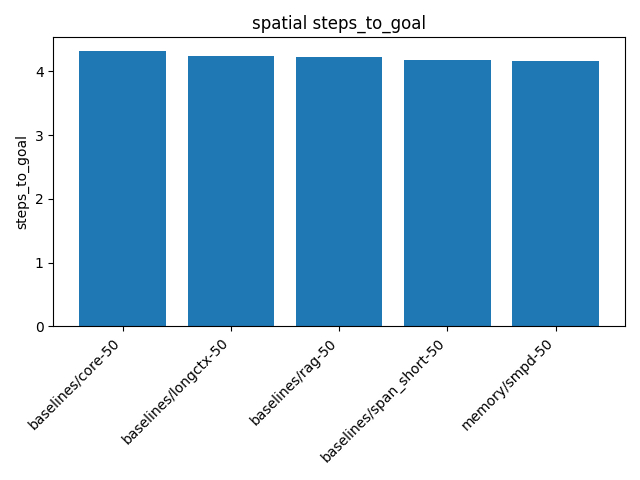 spatial steps_to_goal
steps_to_goal
4
3
2
1
0
baselines/core-50
baselines/longctx-50
baselines/rag-50
baselines/span_short-50
memory/smpd-50